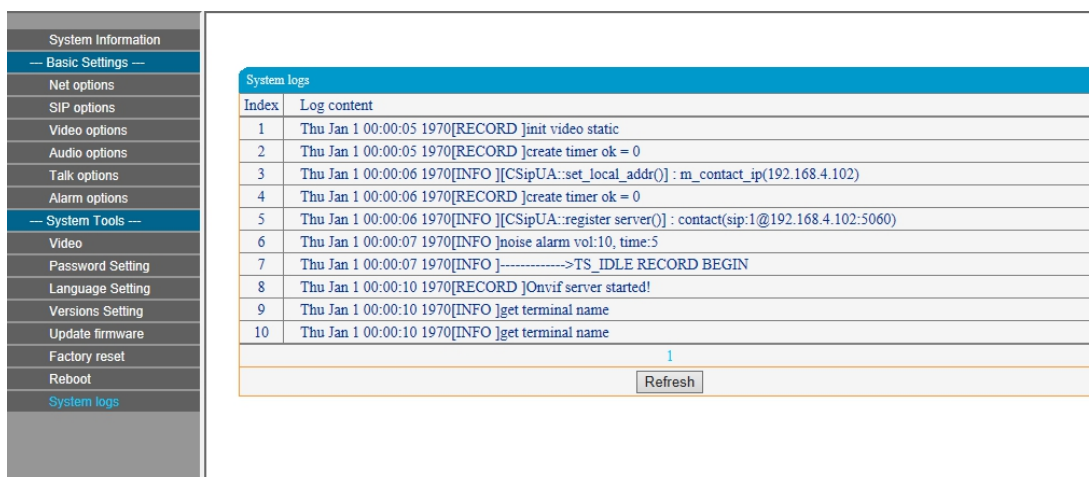 System Information
--- Basic Settings ---
Net options
SIP options
Video options
Audio options
Talk options
Alarm options
--- System Tools ---
Video
Password Setting
Language Setting
Versions Setting
Update firmware
Factory reset
Reboot
System logs
System logs
Index Log content
1 Thu Jan 1 00:00:05 1970[RECORD ]init video static
2 Thu Jan 1 00:00:05 1970[RECORD ]create timer ok = 0
3 Thu Jan 1 00:00:06 1970[INFO ][CSipUA::set_local_addr()] : m_contact_ip(192.168.4.102)
4 Thu Jan 1 00:00:06 1970[RECORD ]create timer ok = 0
5 Thu Jan 1 00:00:06 1970[INFO ][CSipUA::register server()] : contact(sip:1@192.168.4.102:5060)
6 Thu Jan 1 00:00:07 1970[INFO ]noise alarm vol:10, time:5
7 Thu Jan 1 00:00:07 1970[INFO ]------------->TS_IDLE RECORD BEGIN
8 Thu Jan 1 00:00:10 1970[RECORD ]Onvif server started!
9 Thu Jan 1 00:00:10 1970[INFO ]get terminal name
10 Thu Jan 1 00:00:10 1970[INFO ]get terminal name
1
Refresh